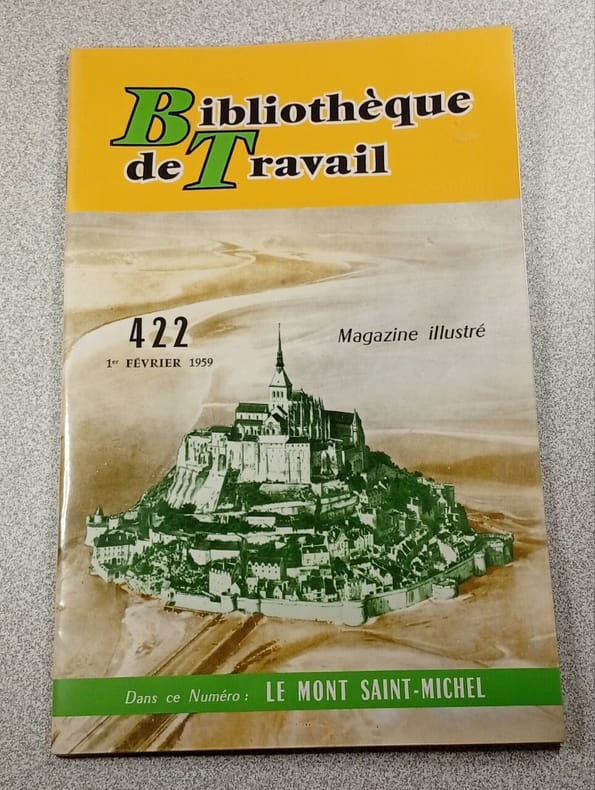 Bibliothèque
de Travail
422
1er FÉVRIER 1959
Magazine illustré
Dans ce Numéro : LE MONT SAINT-MICHEL